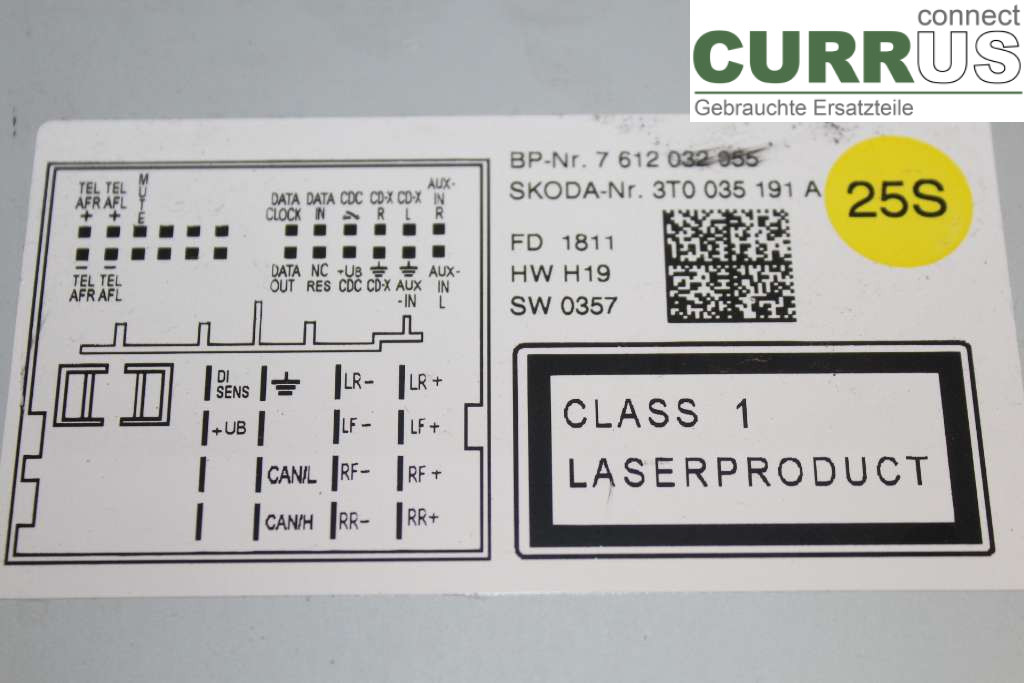 connect
CURRUS
Gebrauchte Ersatzteile
BP-Nr. 7 612 032 955
SKODA-Nr. 3T0 035 191 A
25S
FD 1811
HW H19
SW 0357
CLASS 1
LASERPRODUCT
TEL AFR +
TEL AFL +
MUTE
DATA CLOCK
DATA IN
CDC
CD-X R
CD-X L
AUX-IN R
TEL AFR −
TEL AFL −
DATA OUT
NC RES
+UB CDC
CD-X
AUX-IN
AUX-IN L
DI SENS
LR−
LR+
+UB
LF−
LF+
CAN/L
RF−
RF+
CAN/H
RR−
RR+